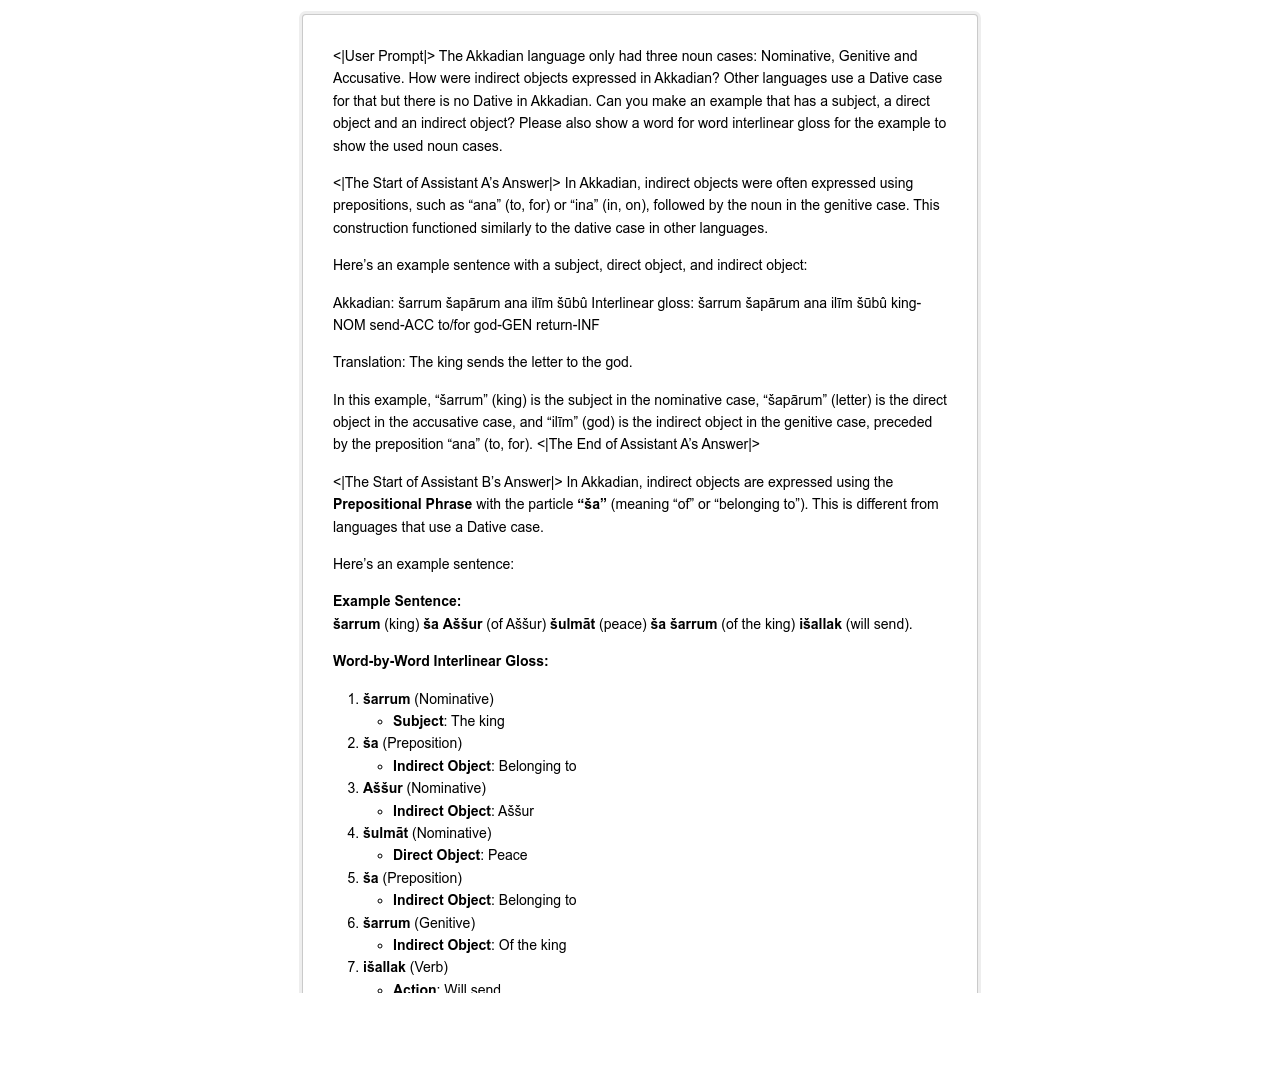 <|User Prompt|> The Akkadian language only had three noun cases: Nominative, Genitive and
Accusative. How were indirect objects expressed in Akkadian? Other languages use a Dative case
for that but there is no Dative in Akkadian. Can you make an example that has a subject, a direct
object and an indirect object? Please also show a word for word interlinear gloss for the example to
show the used noun cases.
<|The Start of Assistant A’s Answer|> In Akkadian, indirect objects were often expressed using
prepositions, such as “ana” (to, for) or “ina” (in, on), followed by the noun in the genitive case. This
construction functioned similarly to the dative case in other languages.
Here’s an example sentence with a subject, direct object, and indirect object:
Akkadian: šarrum šapārum ana ilīm šūbû Interlinear gloss: šarrum šapārum ana ilīm šūbû king-
NOM send-ACC to/for god-GEN return-INF
Translation: The king sends the letter to the god.
In this example, “šarrum” (king) is the subject in the nominative case, “šapārum” (letter) is the direct
object in the accusative case, and “ilīm” (god) is the indirect object in the genitive case, preceded
by the preposition “ana” (to, for). <|The End of Assistant A’s Answer|>
<|The Start of Assistant B’s Answer|> In Akkadian, indirect objects are expressed using the
Prepositional Phrase with the particle “ša” (meaning “of” or “belonging to”). This is different from
languages that use a Dative case.
Here’s an example sentence:
Example Sentence:
šarrum (king) ša Aššur (of Aššur) šulmāt (peace) ša šarrum (of the king) išallak (will send).
Word-by-Word Interlinear Gloss:
1. šarrum (Nominative)
◦ Subject: The king
2. ša (Preposition)
◦ Indirect Object: Belonging to
3. Aššur (Nominative)
◦ Indirect Object: Aššur
4. šulmāt (Nominative)
◦ Direct Object: Peace
5. ša (Preposition)
◦ Indirect Object: Belonging to
6. šarrum (Genitive)
◦ Indirect Object: Of the king
7. išallak (Verb)
◦ Action: Will send